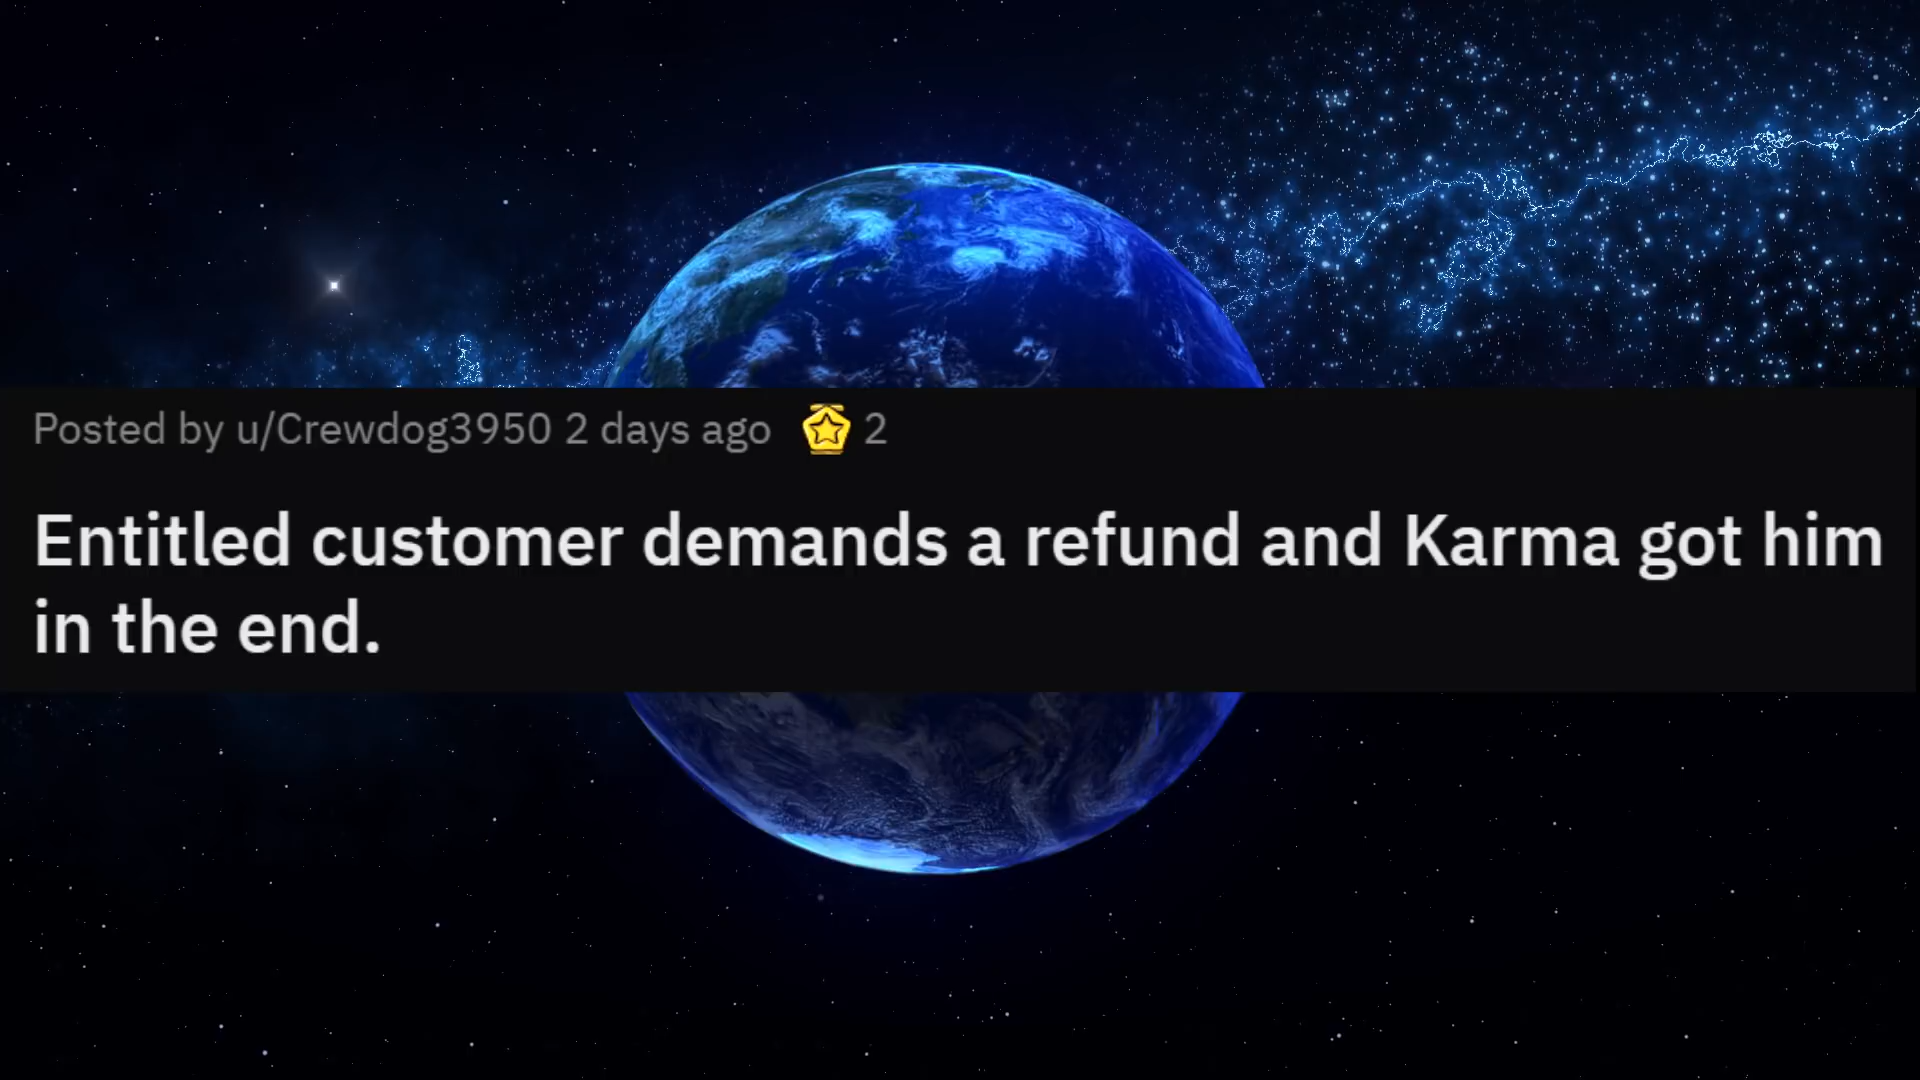 Posted by u/Crewdog3950 2 days ago 2
Entitled customer demands a refund and Karma got him
in the end.